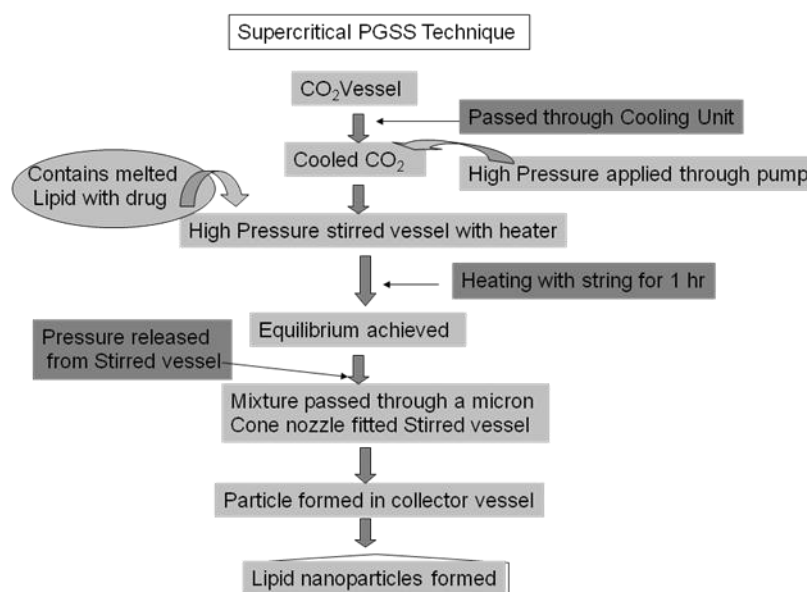 Supercritical PGSS Technique
CO₂Vessel
Passed through Cooling Unit
Cooled CO₂
High Pressure applied through pump
Contains melted
Lipid with drug
High Pressure stirred vessel with heater
Heating with string for 1 hr
Equilibrium achieved
Pressure released
from Stirred vessel
Mixture passed through a micron
Cone nozzle fitted Stirred vessel
Particle formed in collector vessel
Lipid nanoparticles formed